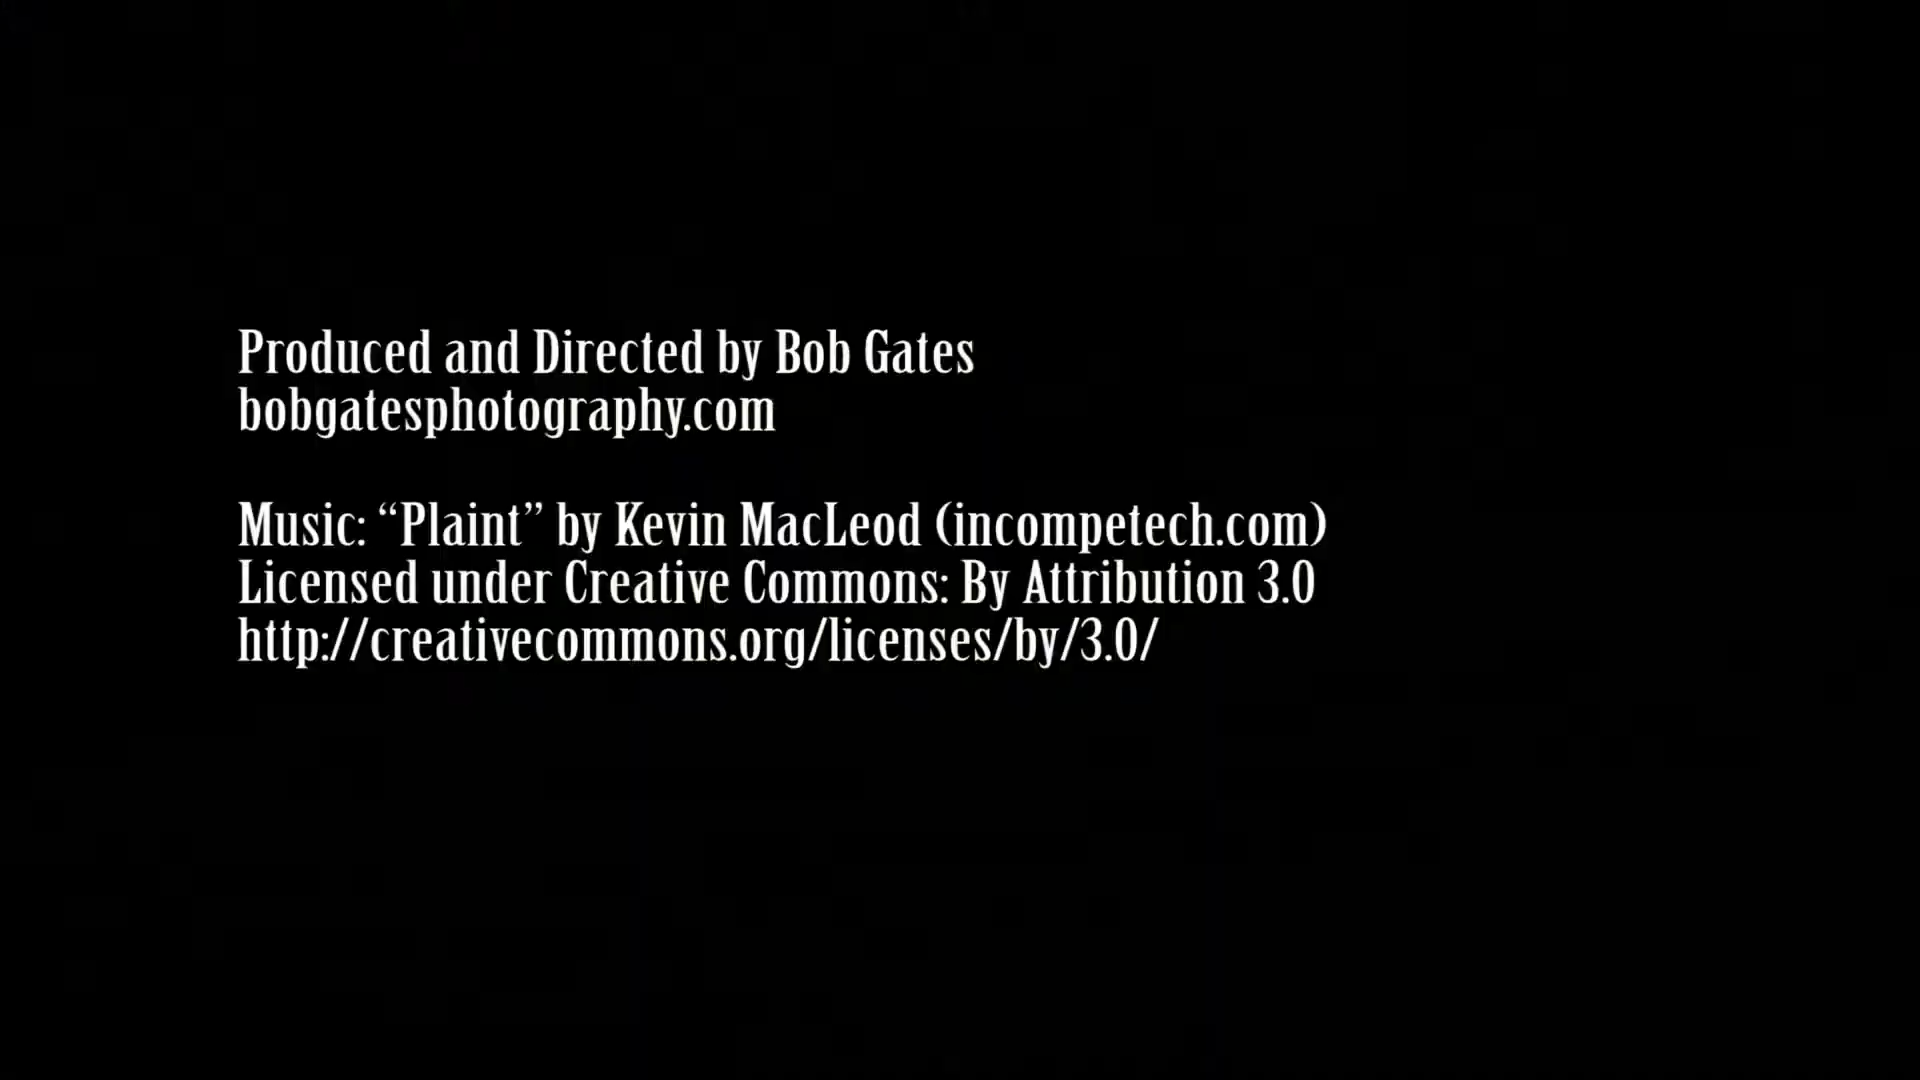 Produced and Directed by Bob Gates
bobgatesphotography.com
Music: “Plaint” by Kevin MacLeod (incompetech.com)
Licensed under Creative Commons: By Attribution 3.0
http://creativecommons.org/licenses/by/3.0/